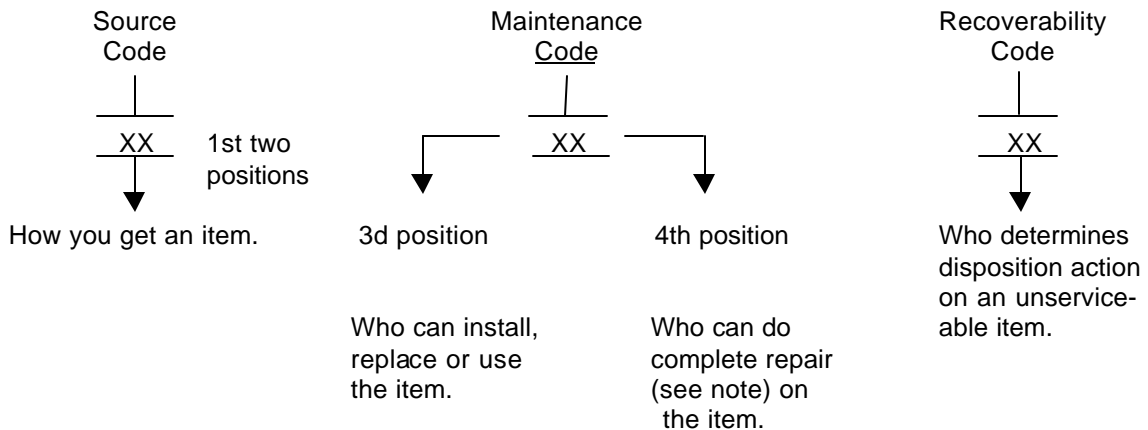 Source
Code
XX
1st two
positions
How you get an item.
Maintenance
Code
XX
3d position
Who can install,
replace or use
the item.
4th position
Who can do
complete repair
(see note) on
the item.
Recoverability
Code
XX
Who determines
disposition action
on an unservice-
able item.